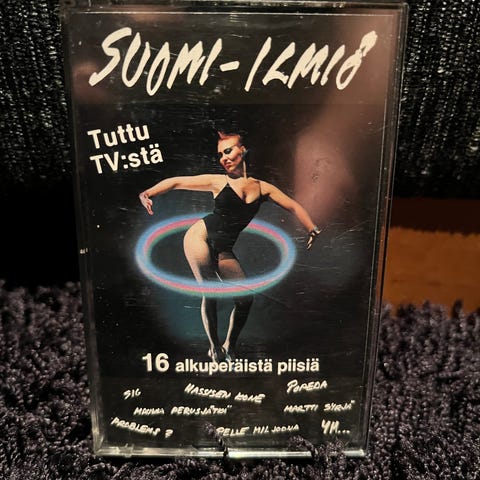 SUOMI-ILMIÖ
Tuttu
TV:stä
16 alkuperäistä piisiä
SIG HASSISEN KONE POPEDA
MAUKKA PERUSJÄTKÄ MARTTI SYRJÄ
PROBLEMS? PELLE MILJOONA YM...